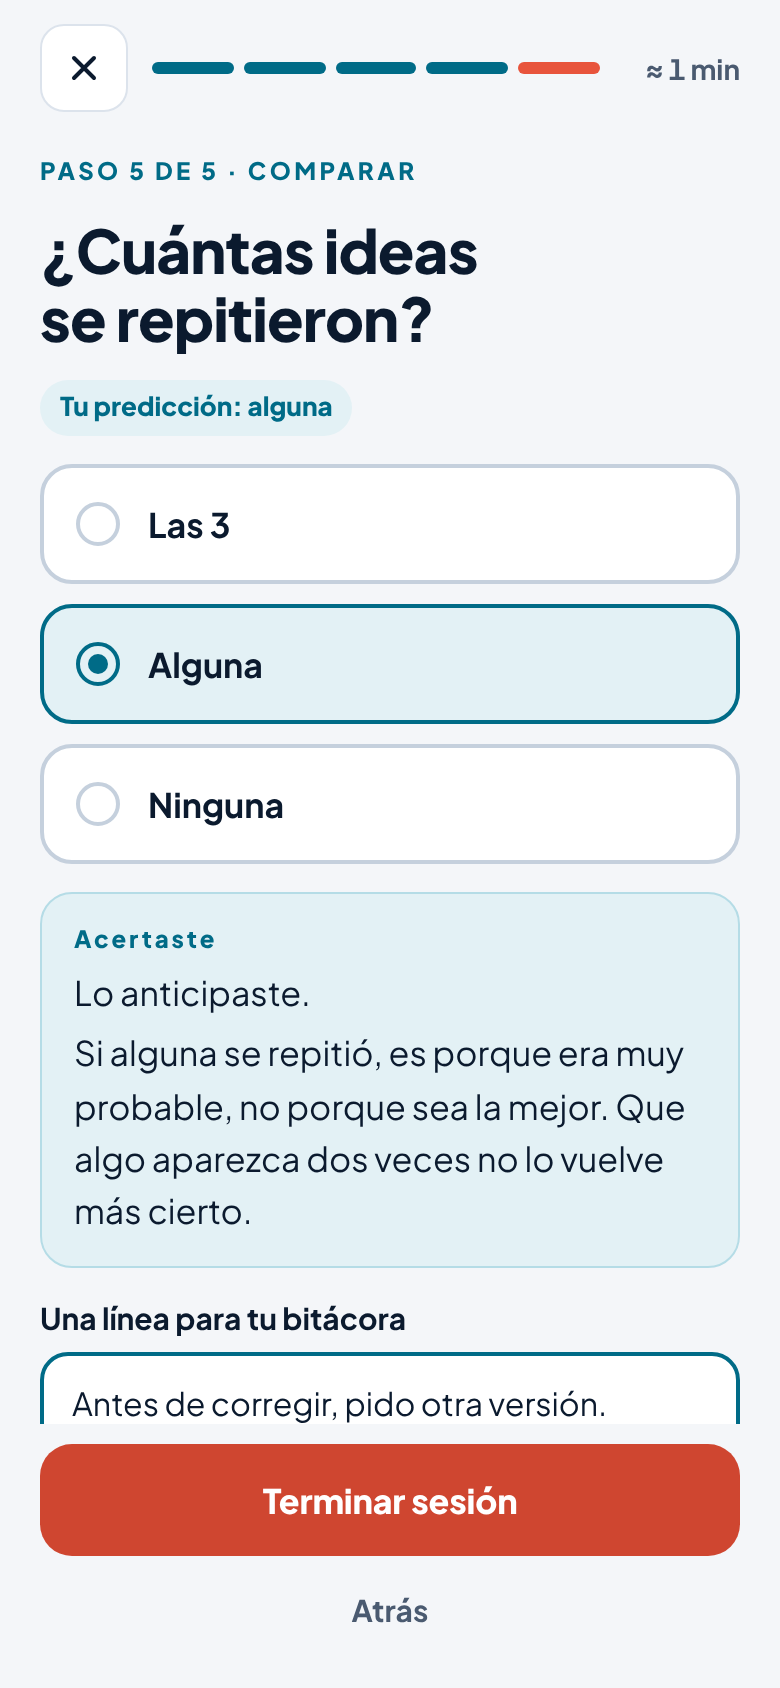 ≈ 1 min
PASO 5 DE 5 · COMPARAR
¿Cuántas ideas
se repitieron?
Tu predicción: alguna
Las 3
Alguna
Ninguna
Acertaste
Lo anticipaste.
Si alguna se repitió, es porque era muy
probable, no porque sea la mejor. Que
algo aparezca dos veces no lo vuelve
más cierto.
Una línea para tu bitácora
Antes de corregir, pido otra versión.
Terminar sesión
Atrás